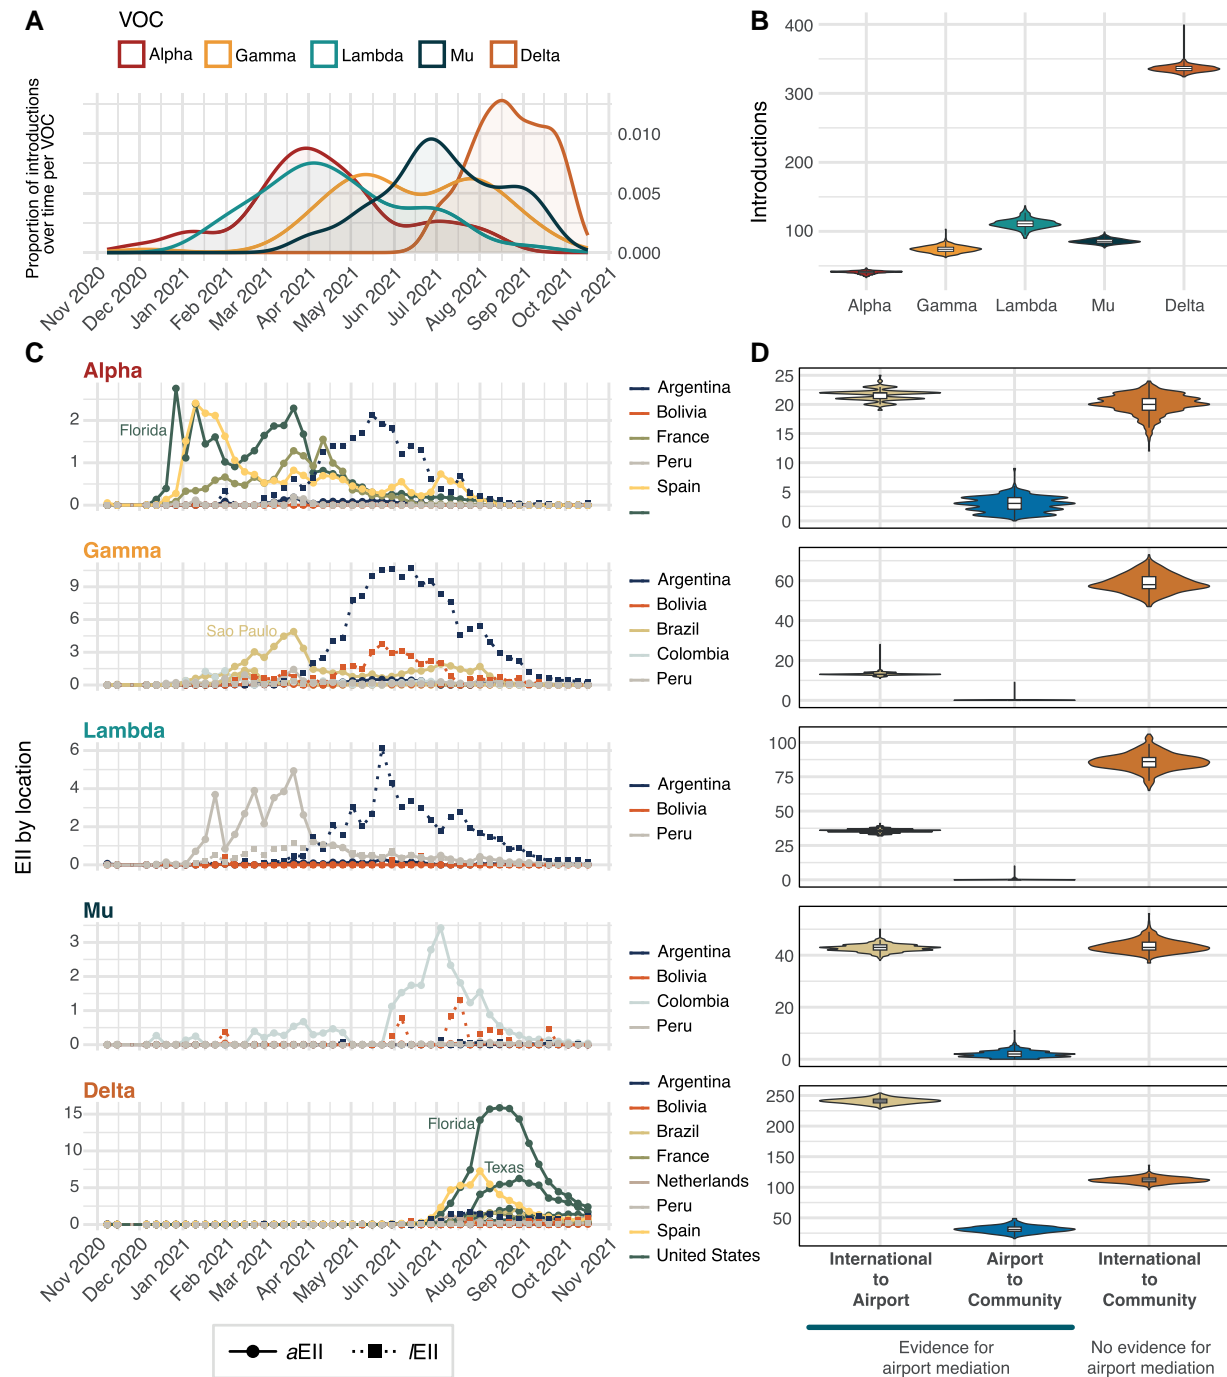 A
VOC
Alpha
Gamma
Lambda
Mu
Delta
Proportion of introductions
over time per VOC
0.010
0.005
0.000
Nov 2020
Dec 2020
Jan 2021
Feb 2021
Mar 2021
Apr 2021
May 2021
Jun 2021
Jul 2021
Aug 2021
Sep 2021
Oct 2021
Nov 2021
B
Introductions
400
300
200
100
Alpha
Gamma
Lambda
Mu
Delta
C
EII by location
Alpha
2
1
0
Florida
Argentina
Bolivia
France
Peru
Spain
Gamma
9
6
3
0
Sao Paulo
Argentina
Bolivia
Brazil
Colombia
Peru
Lambda
6
4
2
0
Argentina
Bolivia
Peru
Mu
3
2
1
0
Argentina
Bolivia
Colombia
Peru
Delta
15
10
5
0
Florida
Texas
Argentina
Bolivia
Brazil
France
Netherlands
Peru
Spain
United States
Nov 2020
Dec 2020
Jan 2021
Feb 2021
Mar 2021
Apr 2021
May 2021
Jun 2021
Jul 2021
Aug 2021
Sep 2021
Oct 2021
Nov 2021
aEII
lEII
D
25
20
15
10
5
0
60
40
20
0
100
75
50
25
0
40
20
0
250
200
150
100
50
International
to
Airport
Airport
to
Community
International
to
Community
Evidence for
airport mediation
No evidence for
airport mediation